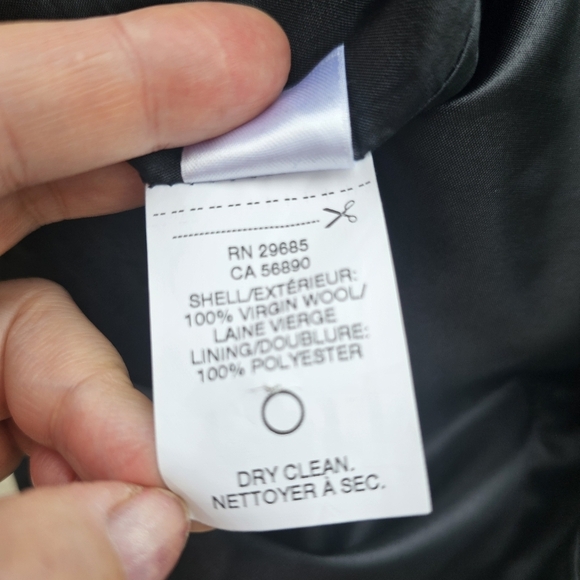 RN 29685
CA 56890
SHELL/EXTÉRIEUR:
100% VIRGIN WOOL/
LAINE VIERGE
LINING/DOUBLURE:
100% POLYESTER
DRY CLEAN.
NETTOYER À SEC.